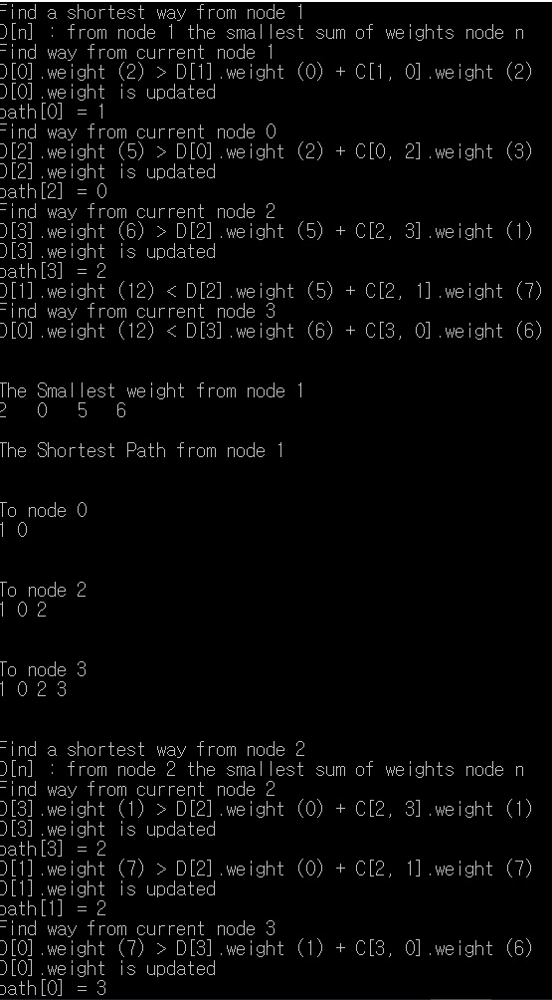 Find a shortest way from node 1
D[n] : from node 1 the smallest sum of weights node n
Find way from current node 1
D[0].weight (2) > D[1].weight (0) + C[1, 0].weight (2)
D[0].weight is updated
path[0] = 1
Find way from current node 0
D[2].weight (5) > D[0].weight (2) + C[0, 2].weight (3)
D[2].weight is updated
path[2] = 0
Find way from current node 2
D[3].weight (6) > D[2].weight (5) + C[2, 3].weight (1)
D[3].weight is updated
path[3] = 2
D[1].weight (12) < D[2].weight (5) + C[2, 1].weight (7)
Find way from current node 3
D[0].weight (12) < D[3].weight (6) + C[3, 0].weight (6)
The Smallest weight from node 1
2 0 5 6
The Shortest Path from node 1
To node 0
1 0
To node 2
1 0 2
To node 3
1 0 2 3
Find a shortest way from node 2
D[n] : from node 2 the smallest sum of weights node n
Find way from current node 2
D[3].weight (1) > D[2].weight (0) + C[2, 3].weight (1)
D[3].weight is updated
path[3] = 2
D[1].weight (7) > D[2].weight (0) + C[2, 1].weight (7)
D[1].weight is updated
path[1] = 2
Find way from current node 3
D[0].weight (7) > D[3].weight (1) + C[3, 0].weight (6)
D[0].weight is updated
path[0] = 3